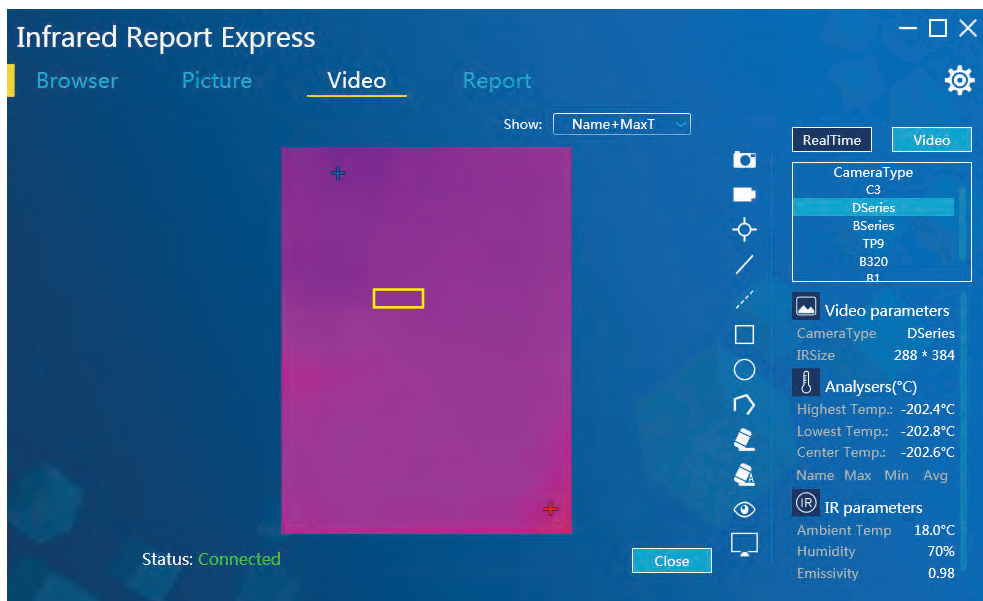 Infrared Report Express
Browser Picture Video Report
Show: Name+MaxT
RealTime Video
CameraType
C3
DSeries
BSeries
TP9
B320
B1
Video parameters
CameraType DSeries
IRSize 288 * 384
Analysers(°C)
Highest Temp.: -202.4°C
Lowest Temp.: -202.8°C
Center Temp.: -202.6°C
Name Max Min Avg
IR IR parameters
Ambient Temp 18.0°C
Humidity 70%
Emissivity 0.98
Status: Connected
Close